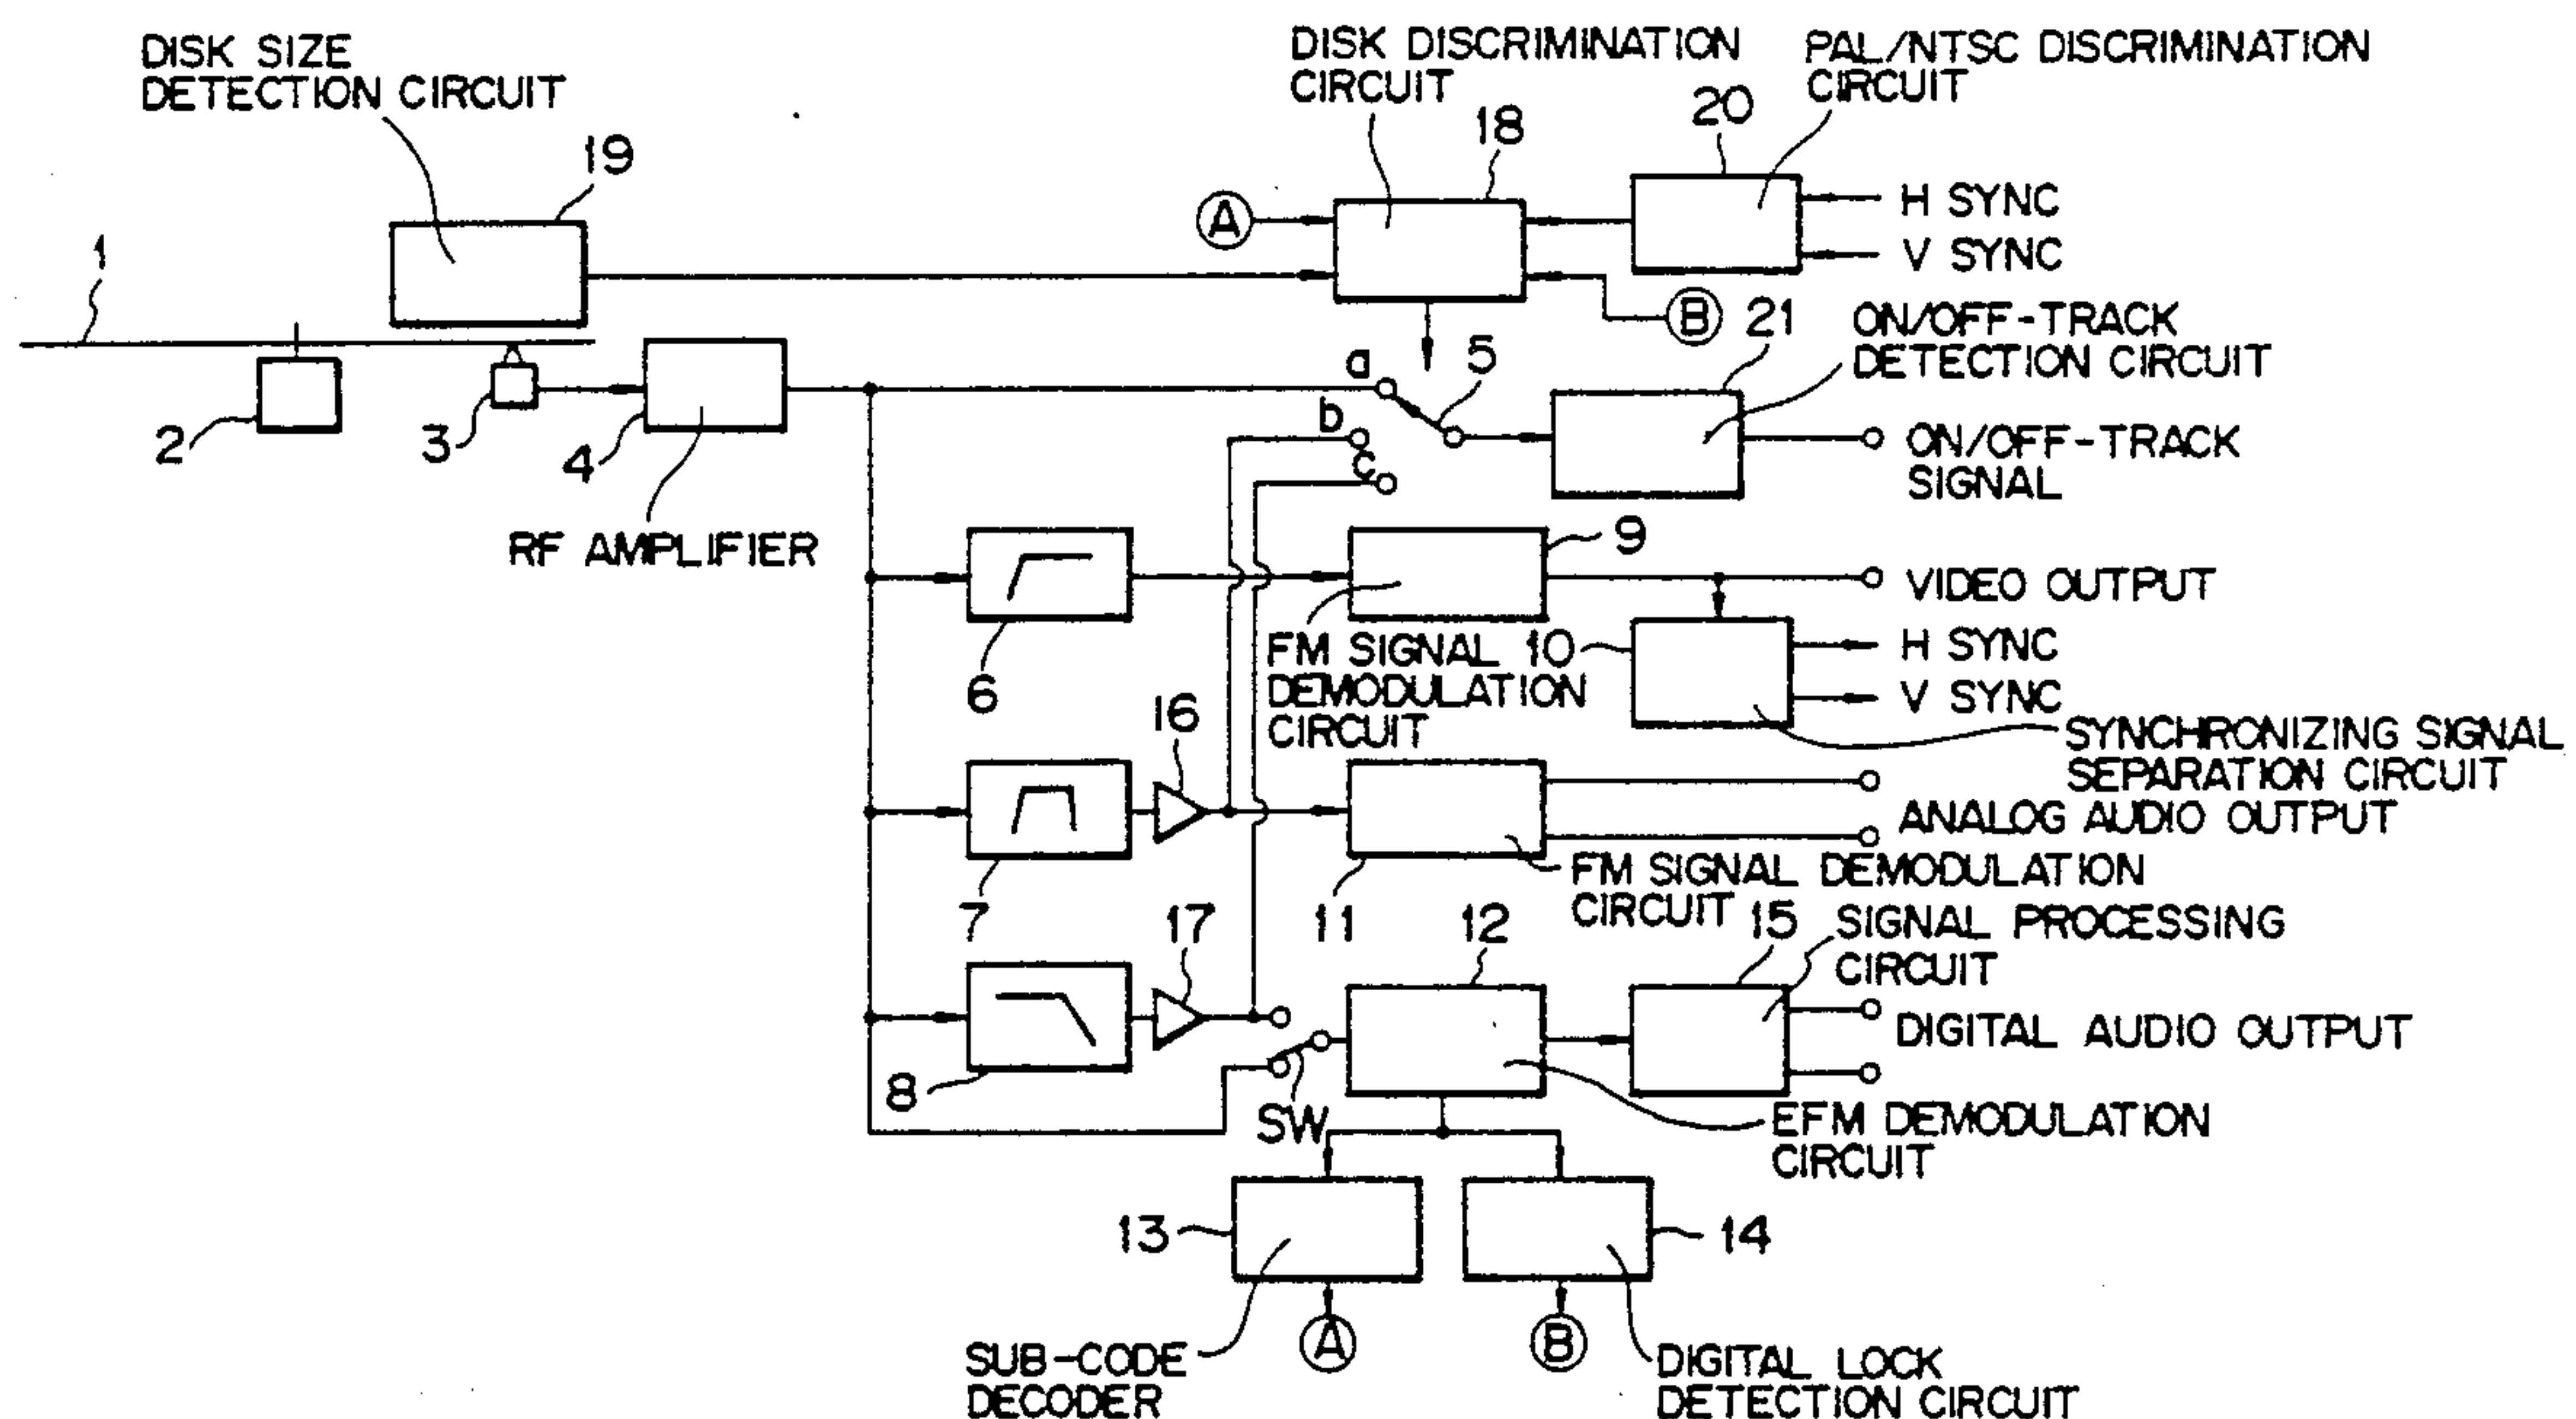 DISK SIZE
DETECTION CIRCUIT
DISK DISCRIMINATION
CIRCUIT
PAL/NTSC DISCRIMINATION
CIRCUIT
19
18
20
1
A
H SYNC
V SYNC
B
21
ON/OFF-TRACK
DETECTION CIRCUIT
a
5
b
c
2
3
4
ON/OFF-TRACK
SIGNAL
RF AMPLIFIER
9
VIDEO OUTPUT
6
FM SIGNAL
DEMODULATION
CIRCUIT
10
H SYNC
V SYNC
16
SYNCHRONIZING SIGNAL
SEPARATION CIRCUIT
ANALOG AUDIO OUTPUT
7
11
FM SIGNAL DEMODULATION
CIRCUIT
17
12
15
SIGNAL PROCESSING
CIRCUIT
8
DIGITAL AUDIO OUTPUT
SW
EFM DEMODULATION
CIRCUIT
13
14
A
B
SUB-CODE
DECODER
DIGITAL LOCK
DETECTION CIRCUIT